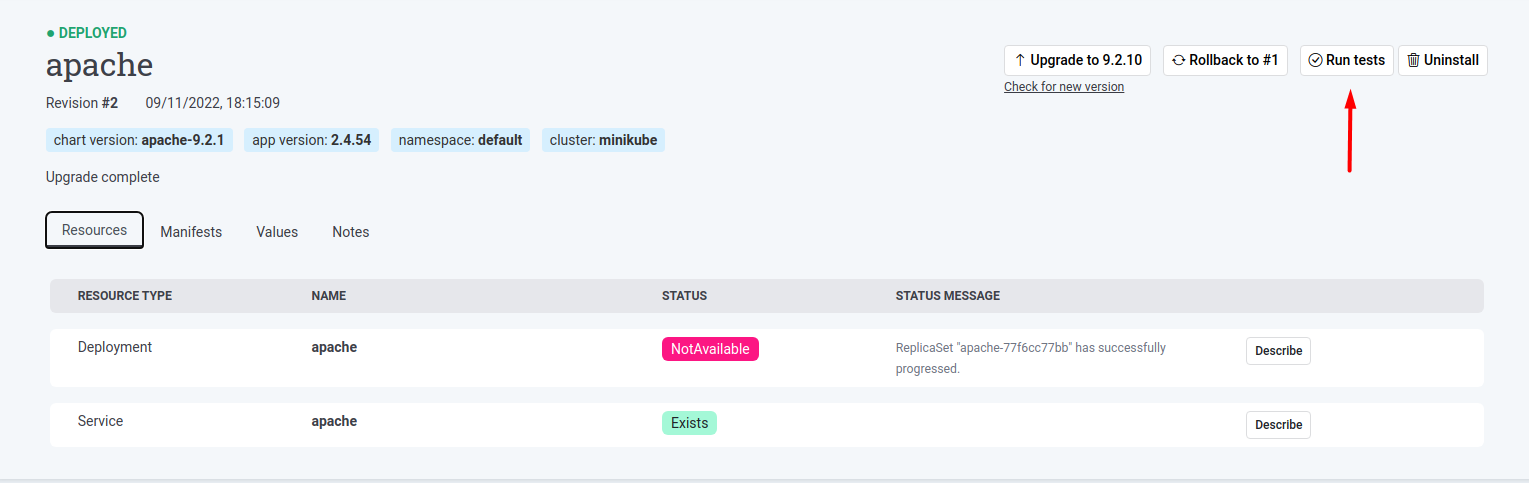 DEPLOYED
apache
Upgrade to 9.2.10 Rollback to #1 Run tests Uninstall
Check for new version
Revision #2 09/11/2022, 18:15:09
chart version: apache-9.2.1 app version: 2.4.54 namespace: default cluster: minikube
Upgrade complete
Resources Manifests Values Notes
RESOURCE TYPE NAME STATUS STATUS MESSAGE
Deployment apache NotAvailable ReplicaSet "apache-77f6cc77bb" has successfully
progressed.
Describe
Service apache Exists Describe